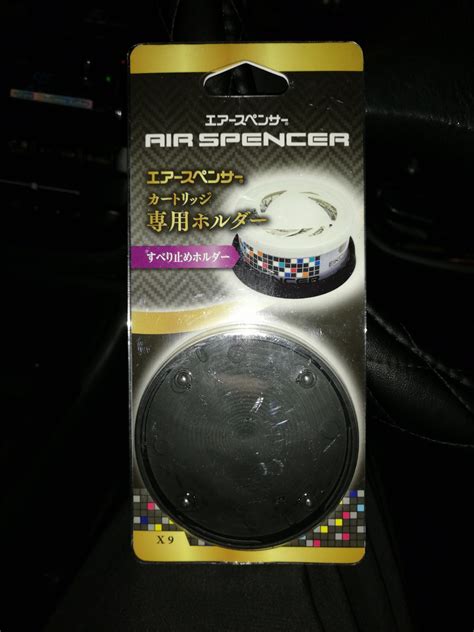 エアースペンサー®
AIR SPENCER
エアースペンサー®
カートリッジ
専用ホルダー
すべり止めホルダー
X 9